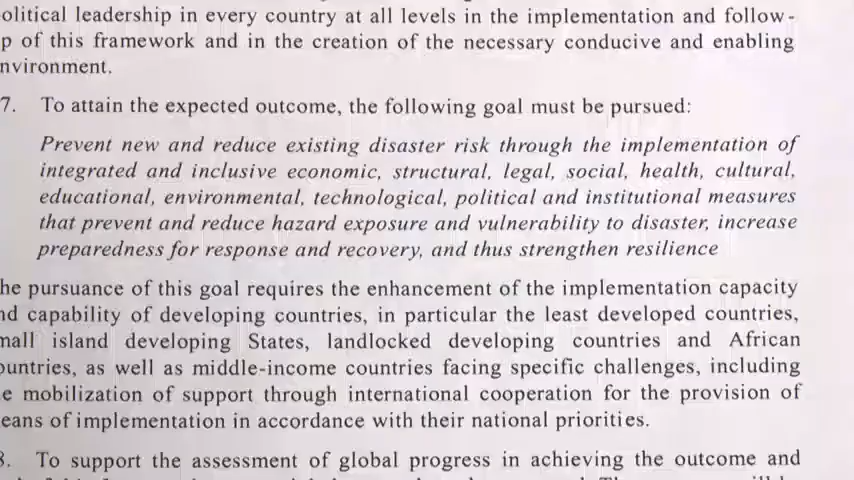 olitical leadership in every country at all levels in the implementation and follow-
p of this framework and in the creation of the necessary conducive and enabling
nvironment.
7. To attain the expected outcome, the following goal must be pursued:
Prevent new and reduce existing disaster risk through the implementation of
integrated and inclusive economic, structural, legal, social, health, cultural,
educational, environmental, technological, political and institutional measures
that prevent and reduce hazard exposure and vulnerability to disaster, increase
preparedness for response and recovery, and thus strengthen resilience
he pursuance of this goal requires the enhancement of the implementation capacity
nd capability of developing countries, in particular the least developed countries,
mall island developing States, landlocked developing countries and African
ountries, as well as middle-income countries facing specific challenges, including
e mobilization of support through international cooperation for the provision of
eans of implementation in accordance with their national priorities.
8. To support the assessment of global progress in achieving the outcome and